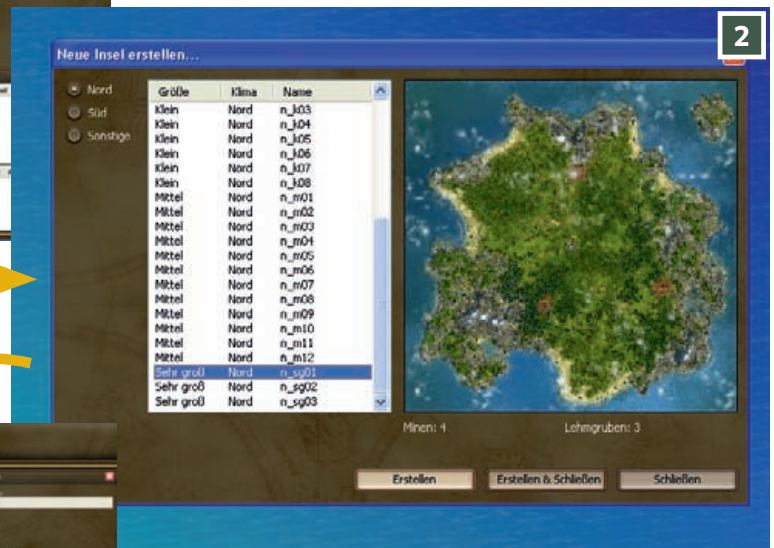 2
Neue Insel erstellen...
Nord
Süd
Sonstige
Größe Klima Name
Klein Nord n_k03
Klein Nord n_k04
Klein Nord n_k05
Klein Nord n_k06
Klein Nord n_k07
Klein Nord n_k08
Mittel Nord n_m01
Mittel Nord n_m02
Mittel Nord n_m03
Mittel Nord n_m04
Mittel Nord n_m05
Mittel Nord n_m06
Mittel Nord n_m07
Mittel Nord n_m08
Mittel Nord n_m09
Mittel Nord n_m10
Mittel Nord n_m11
Mittel Nord n_m12
Sehr groß Nord n_sg01
Sehr groß Nord n_sg02
Sehr groß Nord n_sg03
Minen: 4 Lehmgruben: 3
Erstellen Erstellen & Schließen Schließen